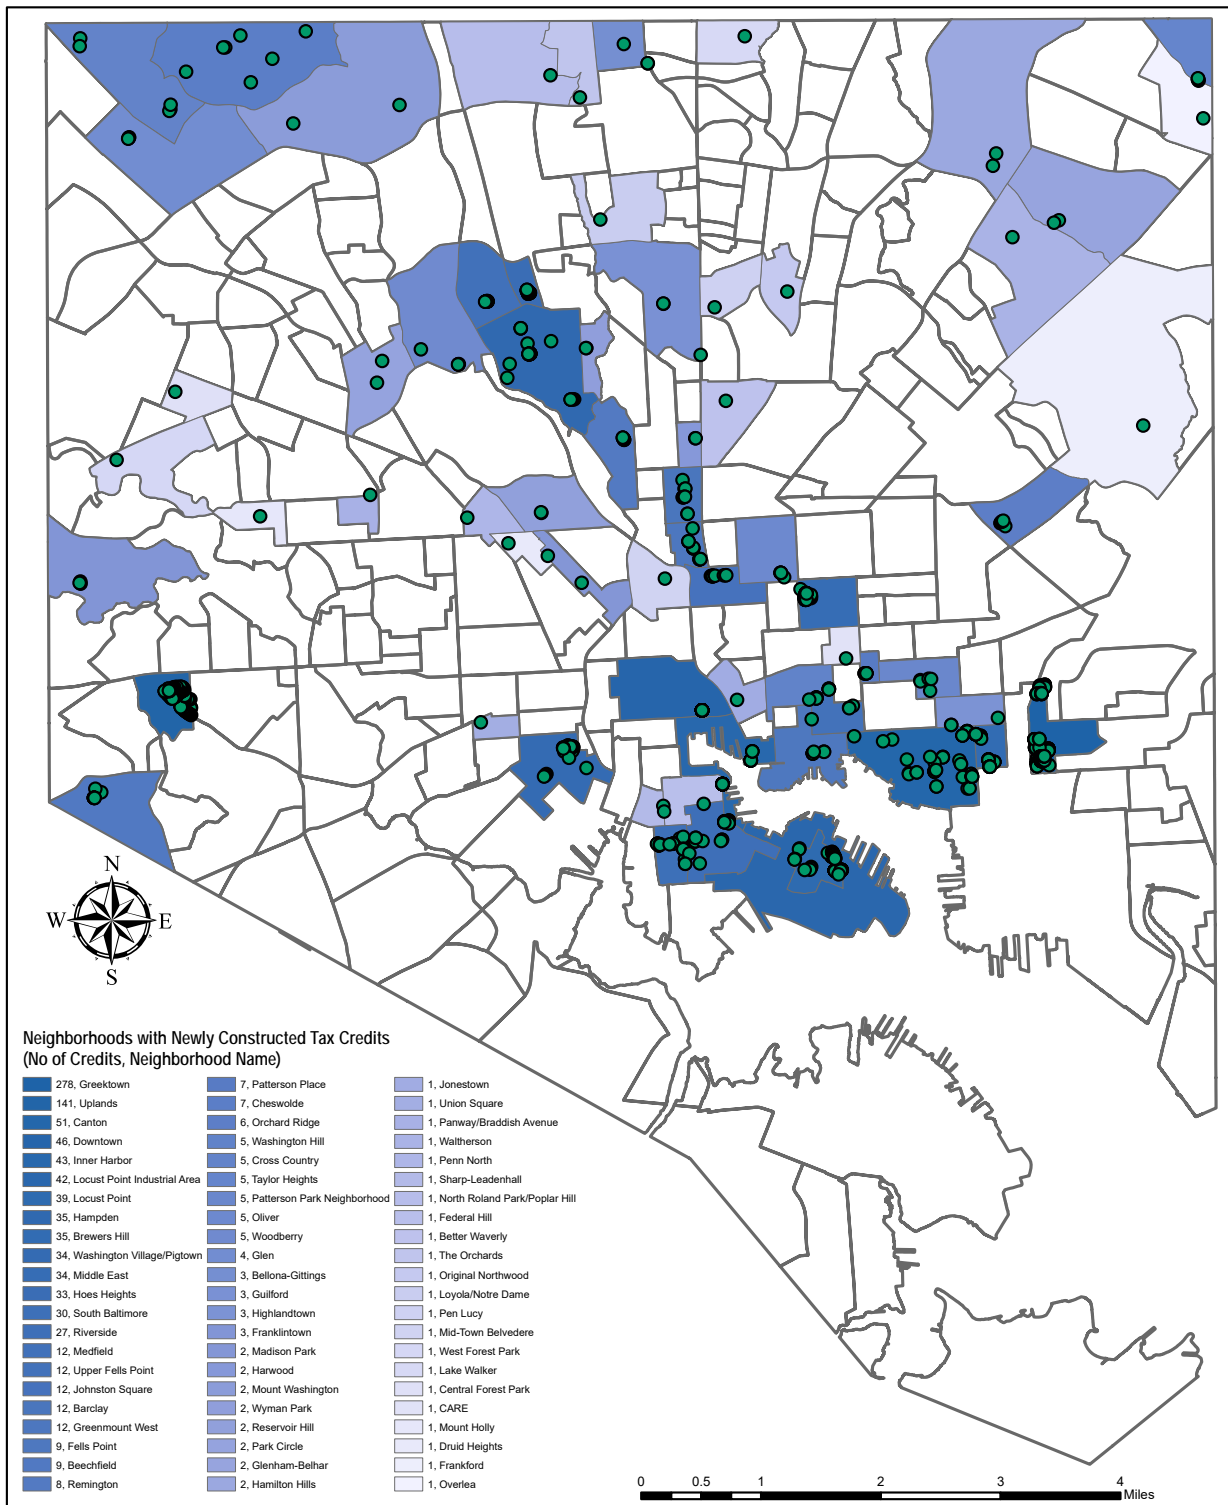 N
W
E
S
Neighborhoods with Newly Constructed Tax Credits
(No of Credits, Neighborhood Name)
278, Greektown
141, Uplands
51, Canton
46, Downtown
43, Inner Harbor
42, Locust Point Industrial Area
39, Locust Point
35, Hampden
35, Brewers Hill
34, Washington Village/Pigtown
34, Middle East
33, Hoes Heights
30, South Baltimore
27, Riverside
12, Medfield
12, Upper Fells Point
12, Johnston Square
12, Barclay
12, Greenmount West
9, Fells Point
9, Beechfield
8, Remington
7, Patterson Place
7, Cheswolde
6, Orchard Ridge
5, Washington Hill
5, Cross Country
5, Taylor Heights
5, Patterson Park Neighborhood
5, Oliver
5, Woodberry
4, Glen
3, Bellona-Gittings
3, Guilford
3, Highlandtown
3, Franklintown
2, Madison Park
2, Harwood
2, Mount Washington
2, Wyman Park
2, Reservoir Hill
2, Park Circle
2, Glenham-Belhar
2, Hamilton Hills
1, Jonestown
1, Union Square
1, Panway/Braddish Avenue
1, Waltherson
1, Penn North
1, Sharp-Leadenhall
1, North Roland Park/Poplar Hill
1, Federal Hill
1, Better Waverly
1, The Orchards
1, Original Northwood
1, Loyola/Notre Dame
1, Pen Lucy
1, Mid-Town Belvedere
1, West Forest Park
1, Lake Walker
1, Central Forest Park
1, CARE
1, Mount Holly
1, Druid Heights
1, Frankford
1, Overlea
0 0.5 1 2 3 4
Miles